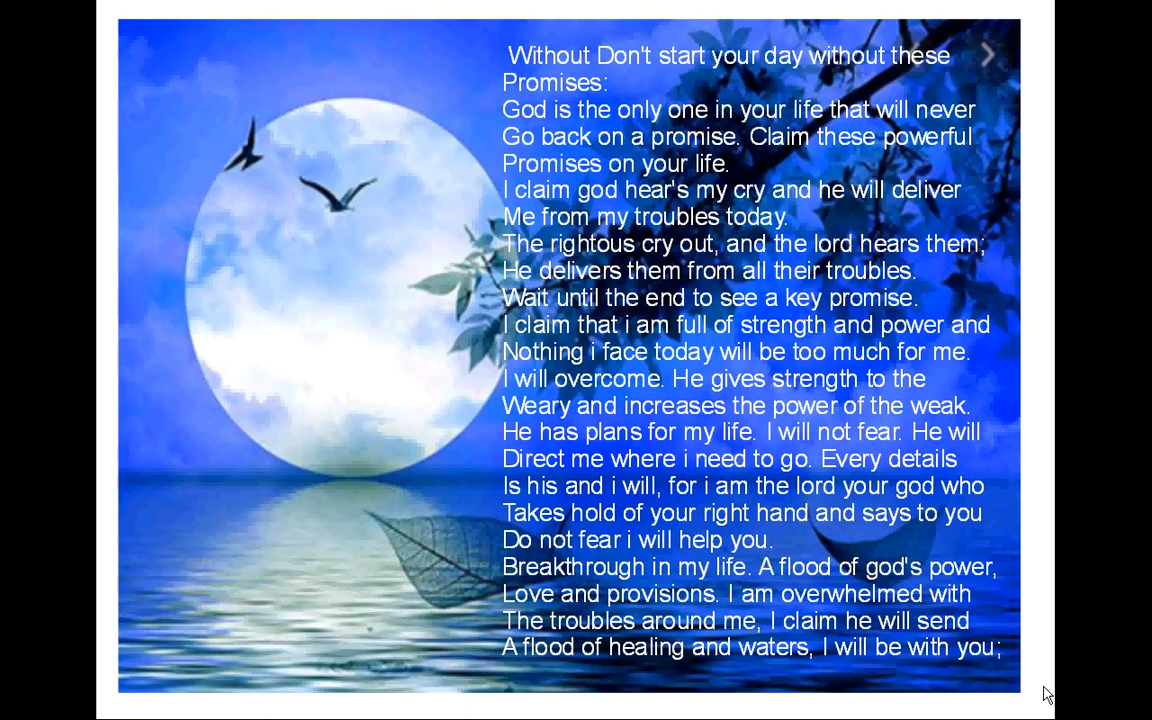 Without Don't start your day without these
Promises:
God is the only one in your life that will never
Go back on a promise. Claim these powerful
Promises on your life.
I claim god hear's my cry and he will deliver
Me from my troubles today.
The rightous cry out, and the lord hears them;
He delivers them from all their troubles.
Wait until the end to see a key promise.
I claim that i am full of strength and power and
Nothing i face today will be too much for me.
I will overcome. He gives strength to the
Weary and increases the power of the weak.
He has plans for my life. I will not fear. He will
Direct me where i need to go. Every details
Is his and i will, for i am the lord your god who
Takes hold of your right hand and says to you
Do not fear i will help you.
Breakthrough in my life. A flood of god's power,
Love and provisions. I am overwhelmed with
The troubles around me, I claim he will send
A flood of healing and waters, I will be with you;